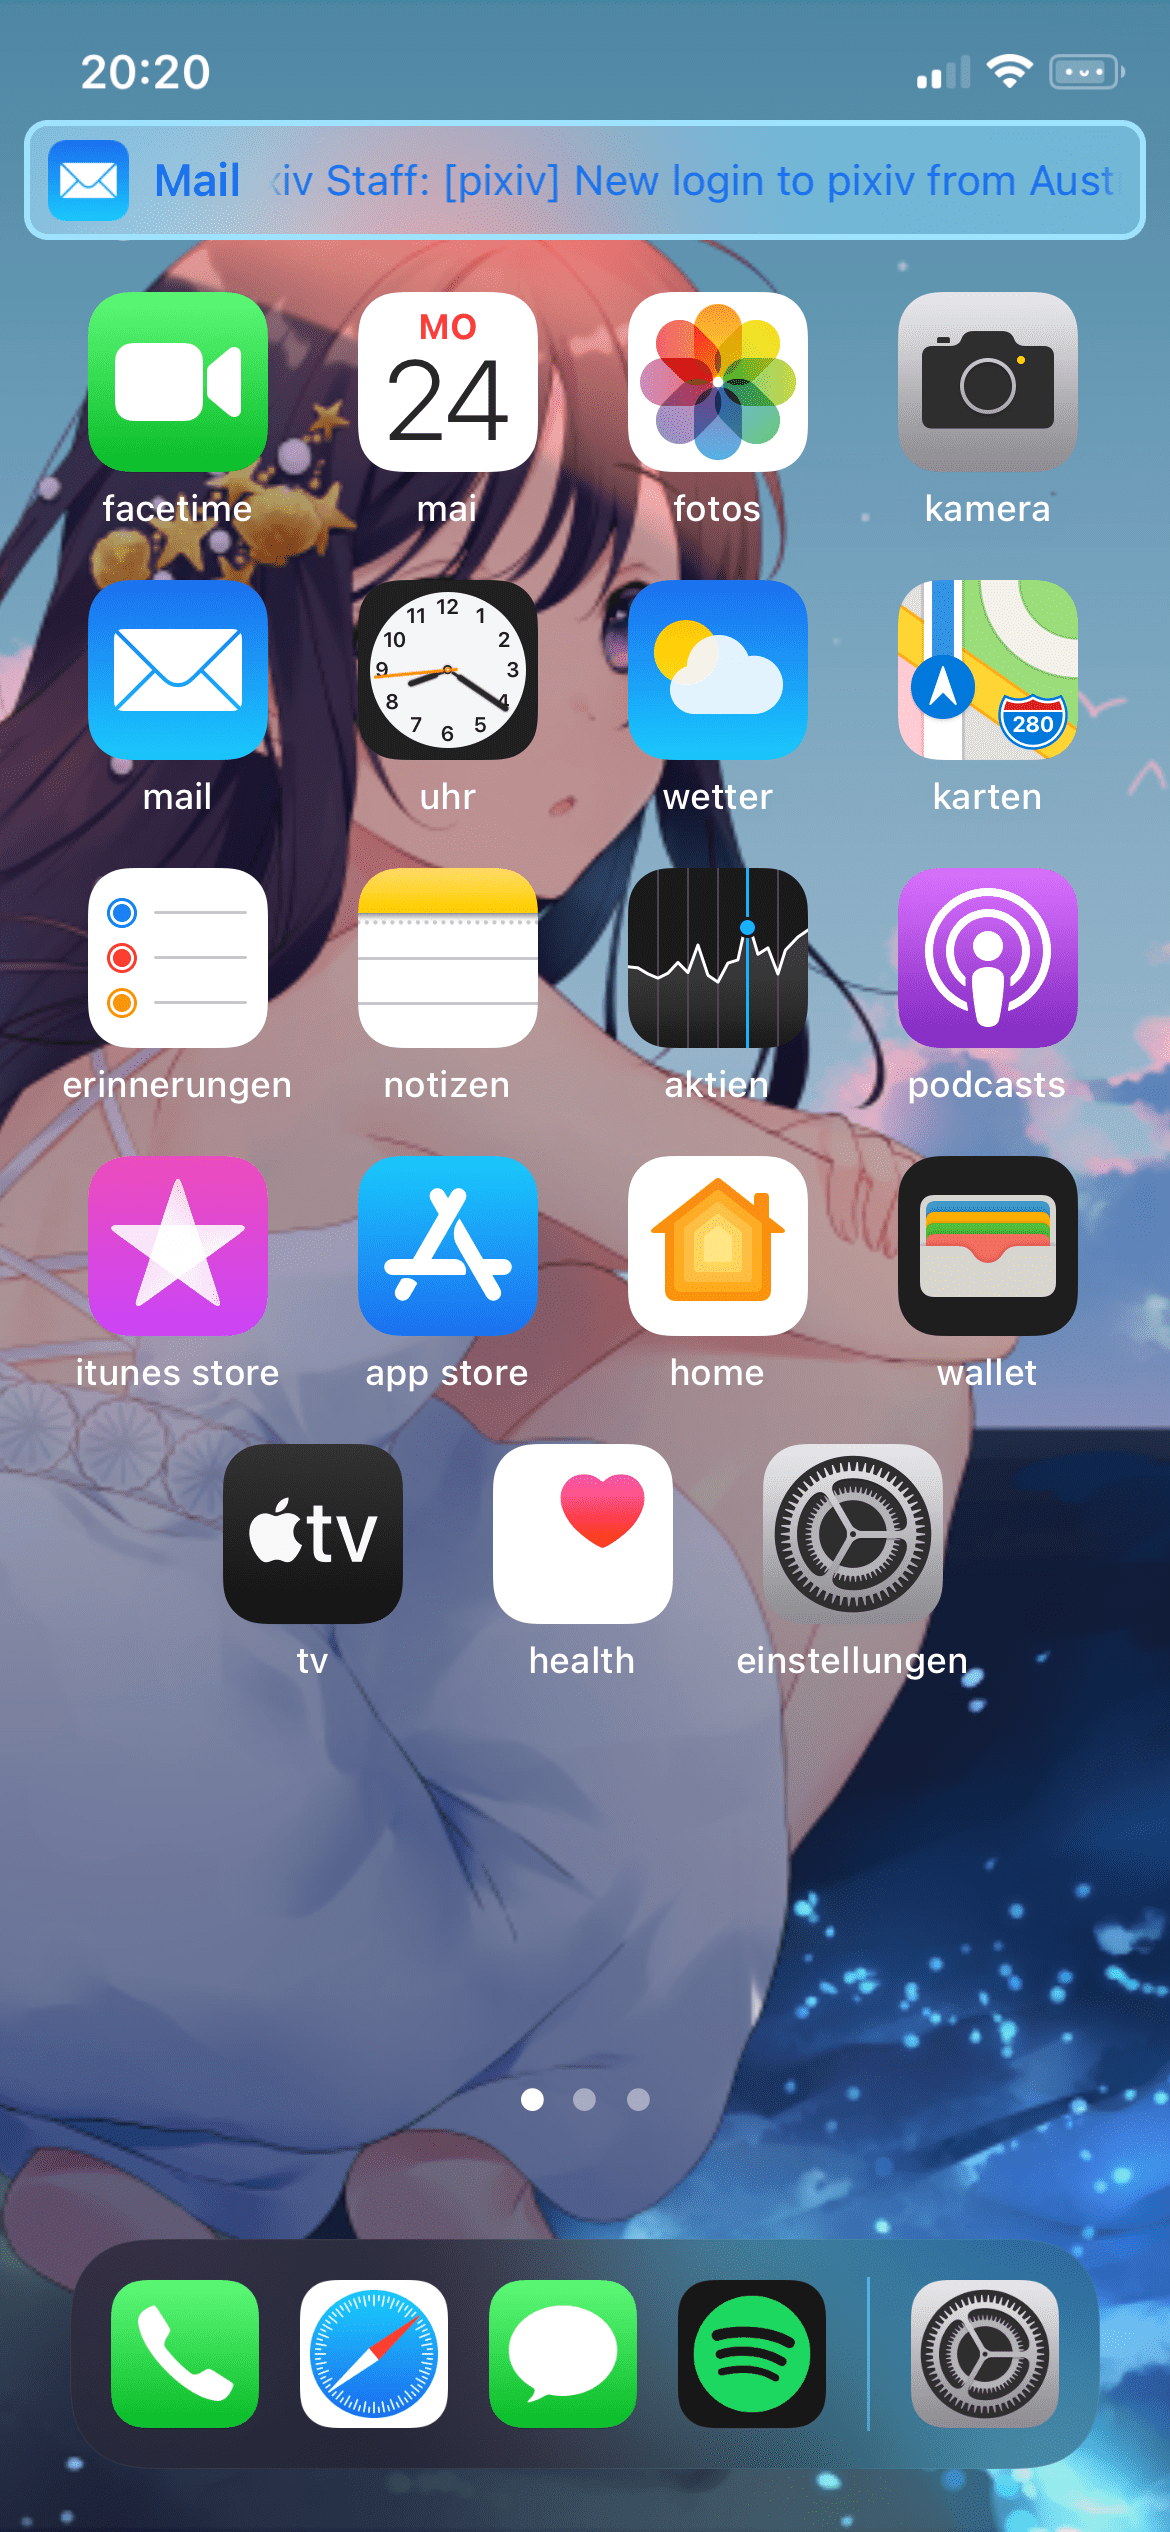 20:20
Mail xiv Staff: [pixiv] New login to pixiv from Aust
MO
24
facetime mai fotos kamera
12
11 1
10 2
9 3
8 4
7 5
6
280
mail uhr wetter karten
erinnerungen notizen aktien podcasts
itunes store app store home wallet
tv
tv health einstellungen